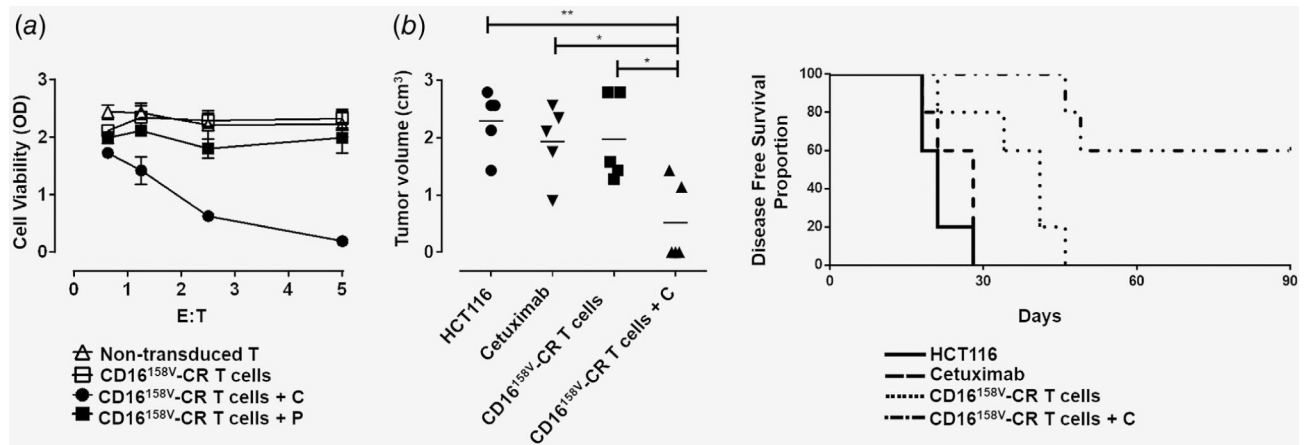 (a)
Cell Viability (OD)
3
2
1
0
0 1 2 3 4 5
E:T
Non-transduced T
CD16158V-CR T cells
CD16158V-CR T cells + C
CD16158V-CR T cells + P
(b)
**
*
*
Tumor volume (cm3)
3
2
1
0
HCT116
Cetuximab
CD16158V-CR T cells
CD16158V-CR T cells + C
Disease Free Survival
Proportion
100
80
60
40
20
0
0 30 60 90
Days
HCT116
Cetuximab
CD16158V-CR T cells
CD16158V-CR T cells + C